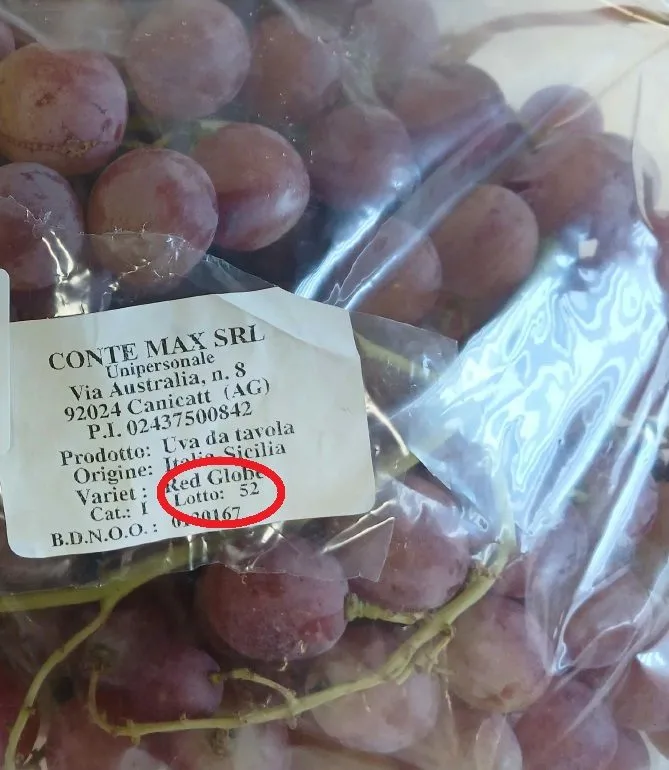 CONTE MAX SRL
Unipersonale
Via Australia, n. 8
92024 Canicatt (AG)
P.I. 02437500842
Prodotto: Uva da tavola
Origine: Italia Sicilia
Variet : Red Globe
Cat.: I Lotto: 52
B.D.N.O.O.: